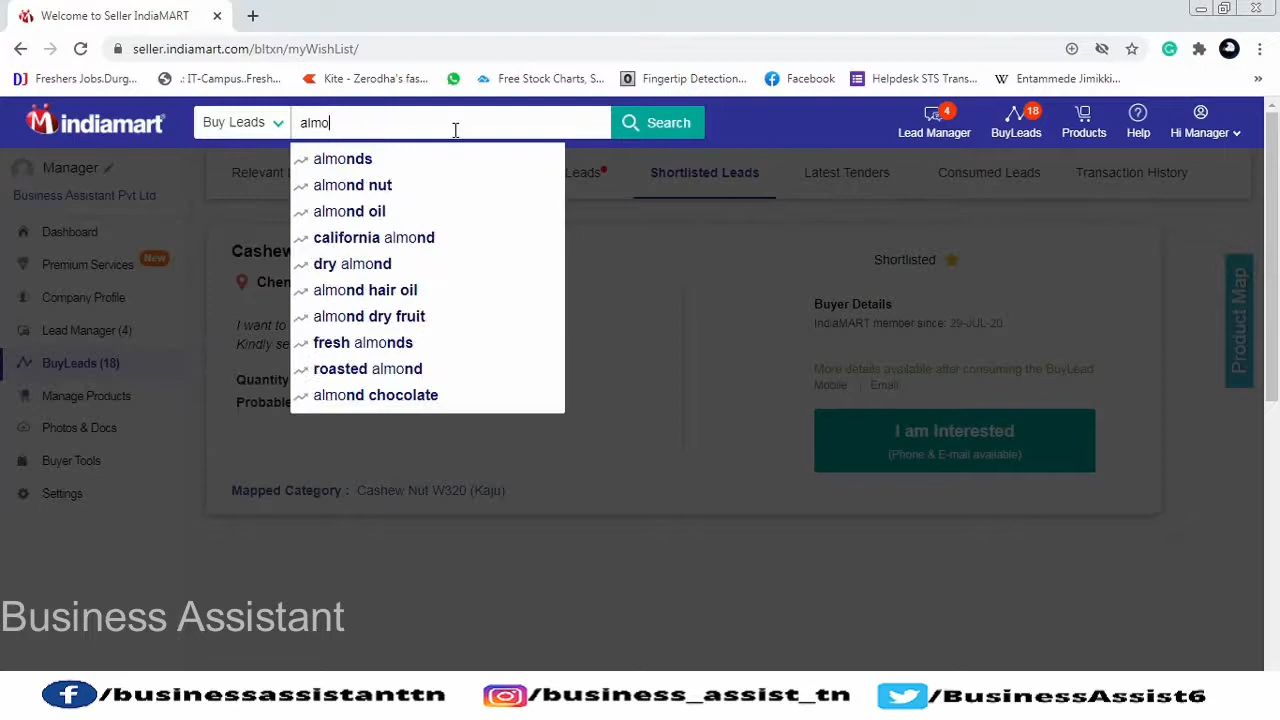 Welcome to Seller IndiaMART
seller.indiamart.com/bltxn/myWishList/
Freshers Jobs.Durg...
.: IT-Campus..Fresh...
Kite - Zerodha's fas...
Free Stock Charts, S...
Fingertip Detection...
Facebook
Helpdesk STS Trans...
Entammede Jimikki...
indiamart
Buy Leads
almo
Search
4
Lead Manager
18
BuyLeads
Products
Help
Hi Manager
Manager
Business Assistant Pvt Ltd
Relevant L
Leads
Shortlisted Leads
Latest Tenders
Consumed Leads
Transaction History
almonds
almond nut
almond oil
california almond
dry almond
almond hair oil
almond dry fruit
fresh almonds
roasted almond
almond chocolate
Dashboard
Premium Services
New
Company Profile
Lead Manager (4)
BuyLeads (18)
Manage Products
Photos & Docs
Buyer Tools
Settings
Cashew
Chen
I want to
Kindly se
Quantity
Probable
Mapped Category : Cashew Nut W320 (Kaju)
Shortlisted
Buyer Details
IndiaMART member since: 29-JUL-20
More details available after consuming the BuyLead
Mobile | Email
I am Interested
(Phone & E-mail available)
Product Map
Business Assistant
/businessassistanttn
/business_assist_tn
/BusinessAssist6